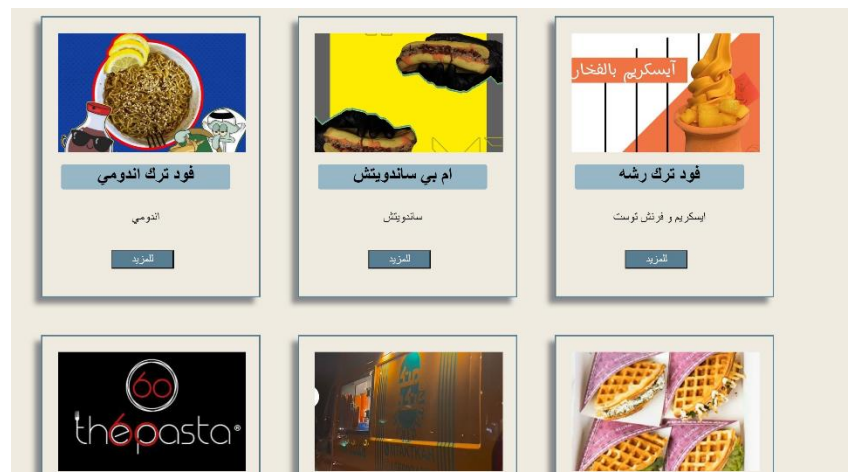 آيسكريم بالفخار
فود ترك رشه
ايسكريم و فرنش توست
للمزيد
ام بي ساندويتش
ساندويتش
للمزيد
فود ترك اندومي
اندومي
للمزيد
60
the60pasta®